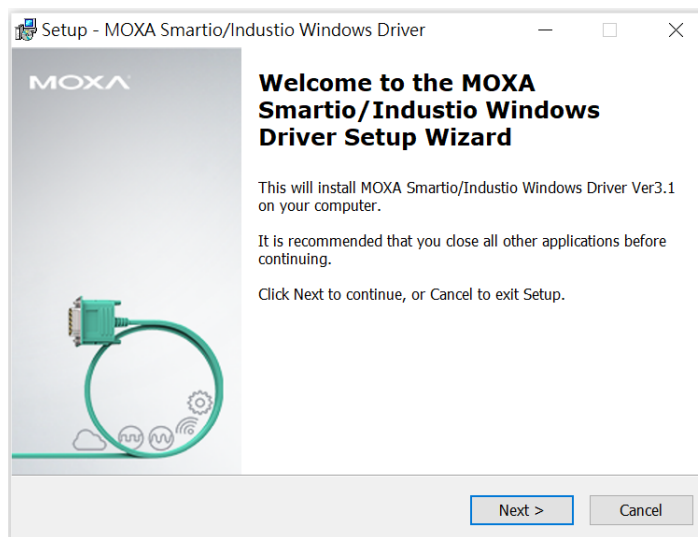 Setup - MOXA Smartio/Industio Windows Driver
MOXA
Welcome to the MOXA
Smartio/Industio Windows
Driver Setup Wizard
This will install MOXA Smartio/Industio Windows Driver Ver3.1
on your computer.
It is recommended that you close all other applications before
continuing.
Click Next to continue, or Cancel to exit Setup.
Next >
Cancel